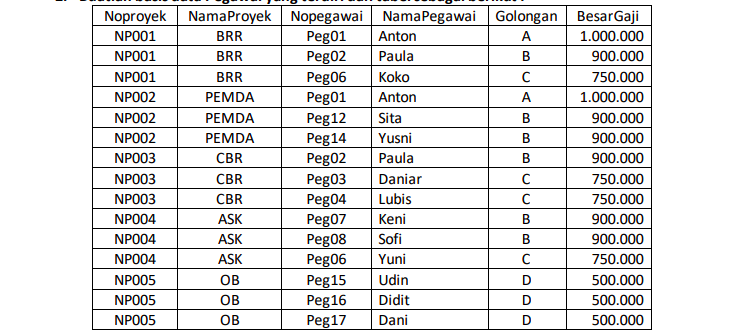 Noproyek NamaProyek Nopegawai NamaPegawai Golongan BesarGaji
NP001 BRR Peg01 Anton A 1.000.000
NP001 BRR Peg02 Paula B 900.000
NP001 BRR Peg06 Koko C 750.000
NP002 PEMDA Peg01 Anton A 1.000.000
NP002 PEMDA Peg12 Sita B 900.000
NP002 PEMDA Peg14 Yusni B 900.000
NP003 CBR Peg02 Paula B 900.000
NP003 CBR Peg03 Daniar C 750.000
NP003 CBR Peg04 Lubis C 750.000
NP004 ASK Peg07 Keni B 900.000
NP004 ASK Peg08 Sofi B 900.000
NP004 ASK Peg06 Yuni C 750.000
NP005 OB Peg15 Udin D 500.000
NP005 OB Peg16 Didit D 500.000
NP005 OB Peg17 Dani D 500.000